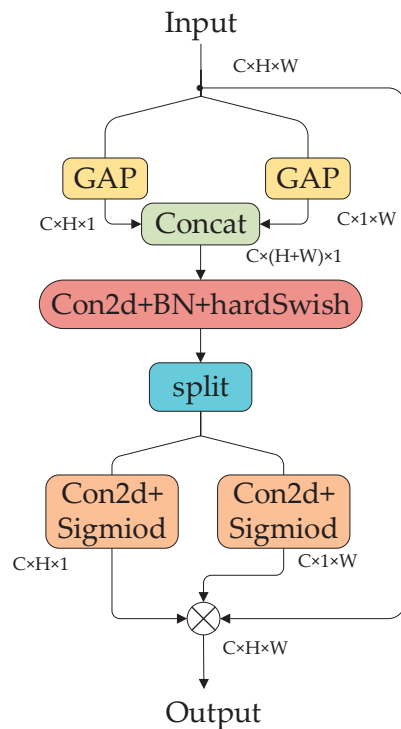 Input
C×H×W
GAP
GAP
C×H×1
Concat
C×1×W
C×(H+W)×1
Con2d+BN+hardSwish
split
Con2d+
Sigmiod
Con2d+
Sigmiod
C×H×1
C×1×W
C×H×W
Output